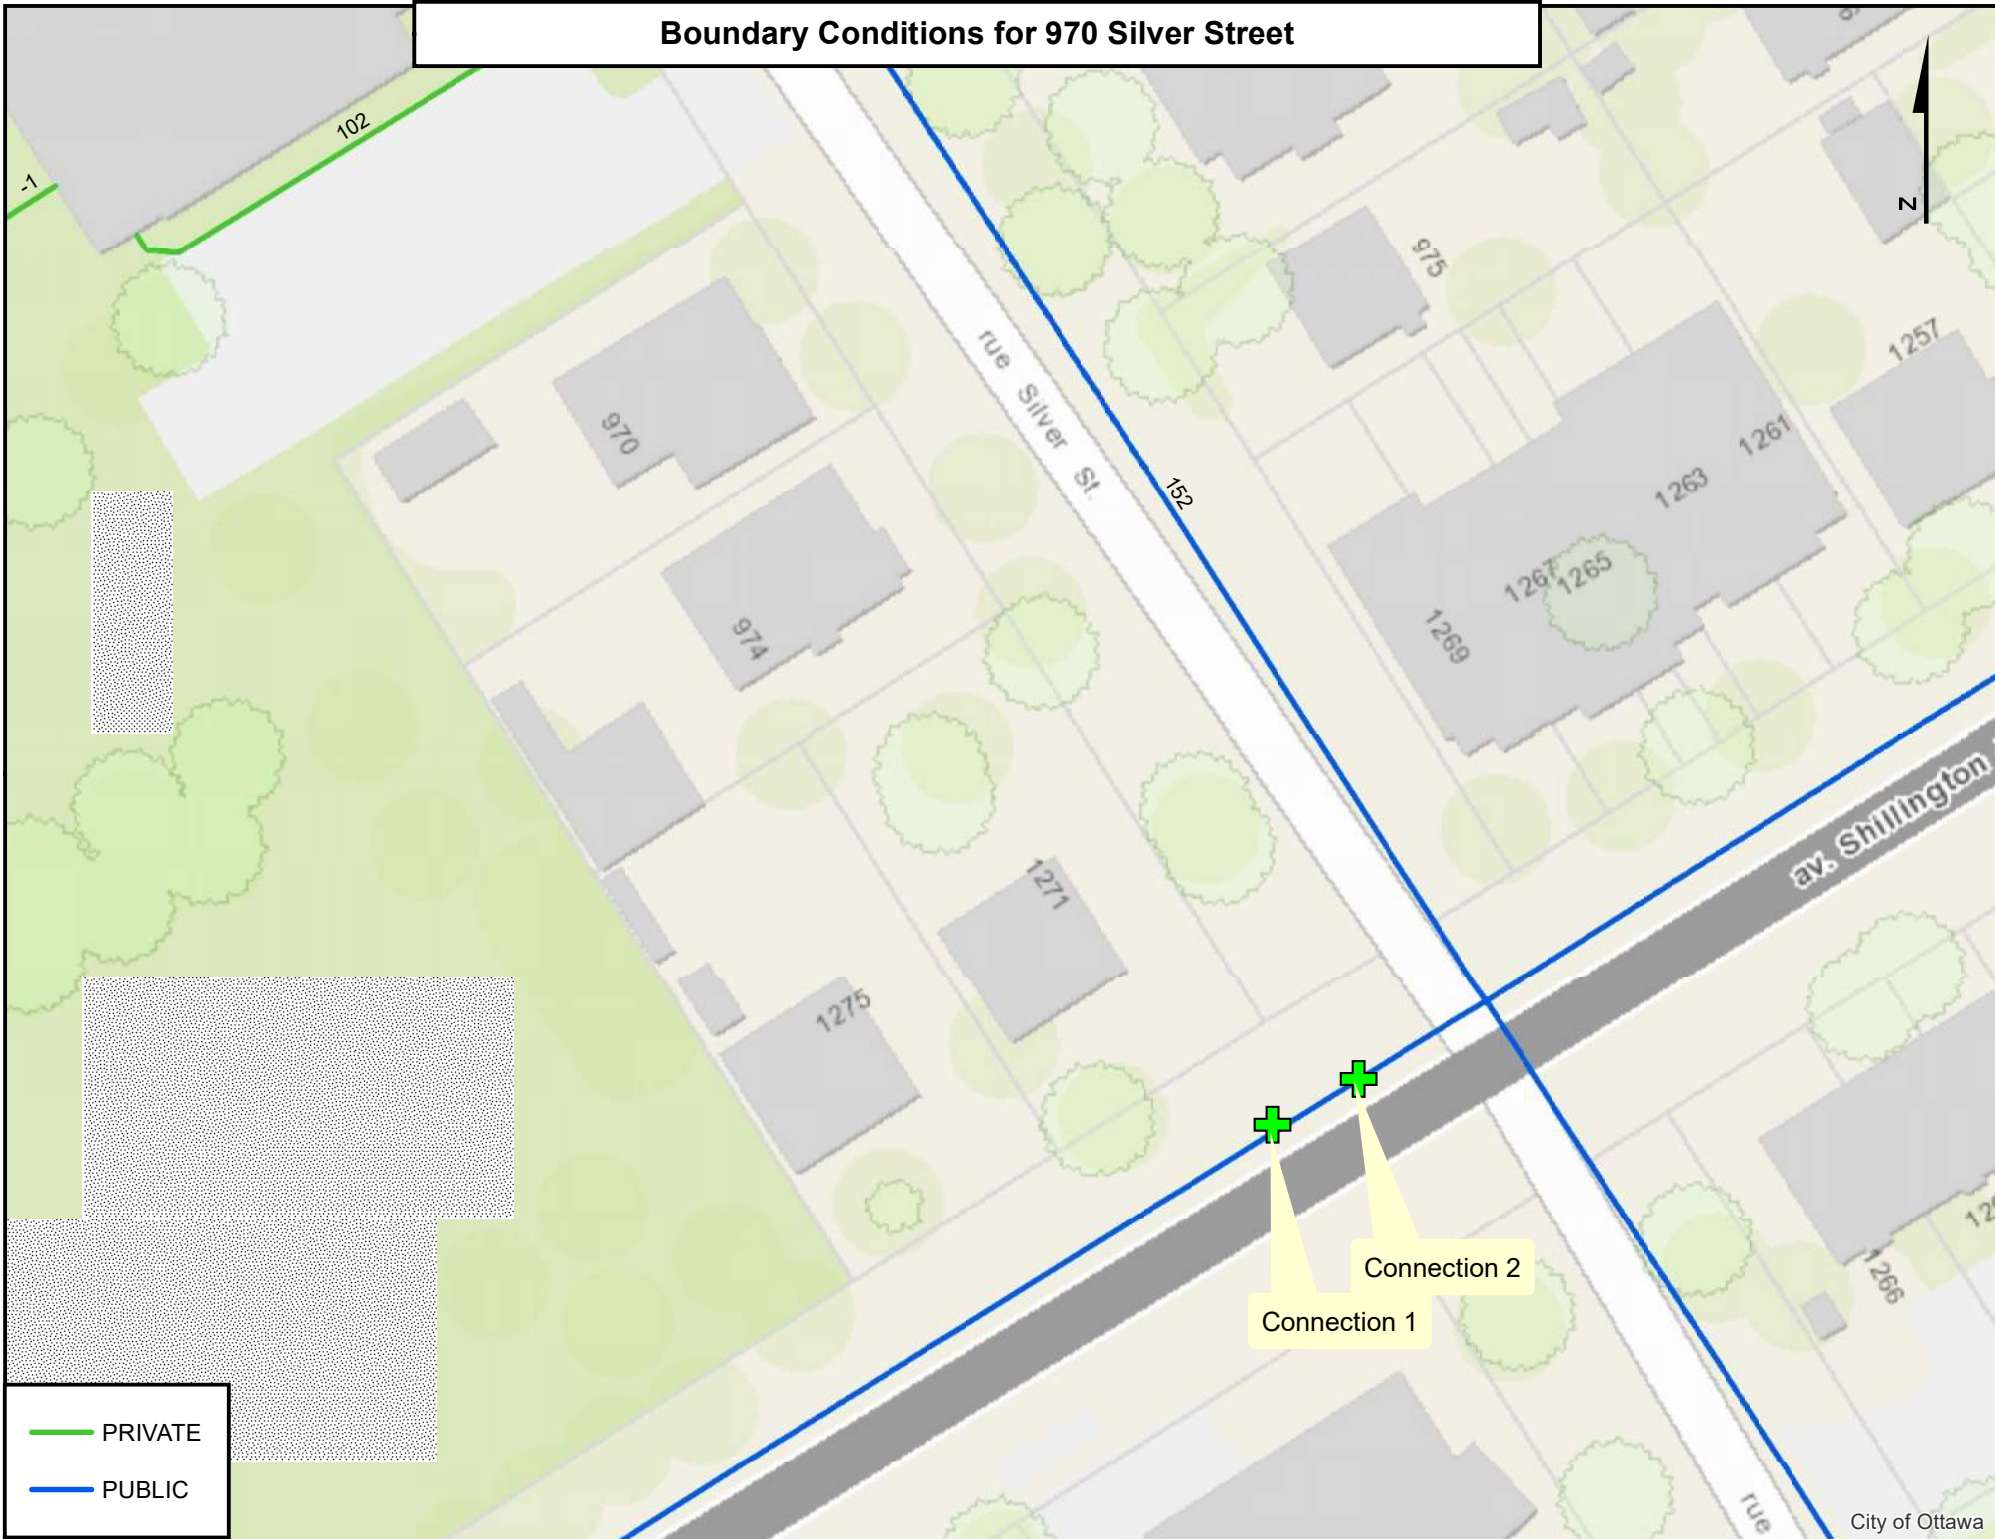 Boundary Conditions for 970 Silver Street
102
-1
N
975
1257
rue Silver St.
970
152
1261
1263
1265
1267
1269
974
av. Shillington
1271
1275
Connection 2
Connection 1
1266
PRIVATE
PUBLIC
rue
City of Ottawa